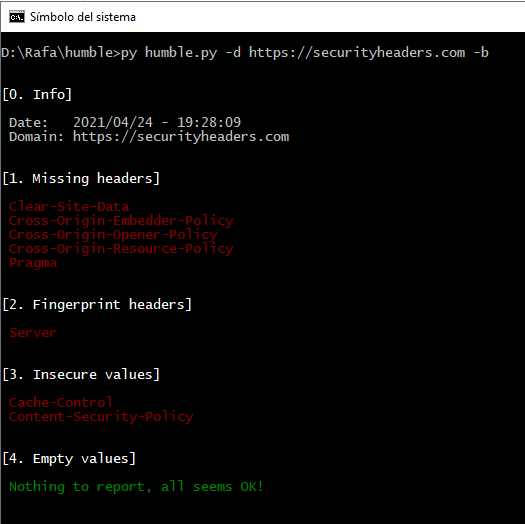 Símbolo del sistema
D:\Rafa\humble>py humble.py -d https://securityheaders.com -b
[0. Info]
Date:   2021/04/24 - 19:28:09
Domain: https://securityheaders.com
[1. Missing headers]
Clear-Site-Data
Cross-Origin-Embedder-Policy
Cross-Origin-Opener-Policy
Cross-Origin-Resource-Policy
Pragma
[2. Fingerprint headers]
Server
[3. Insecure values]
Cache-Control
Content-Security-Policy
[4. Empty values]
Nothing to report, all seems OK!